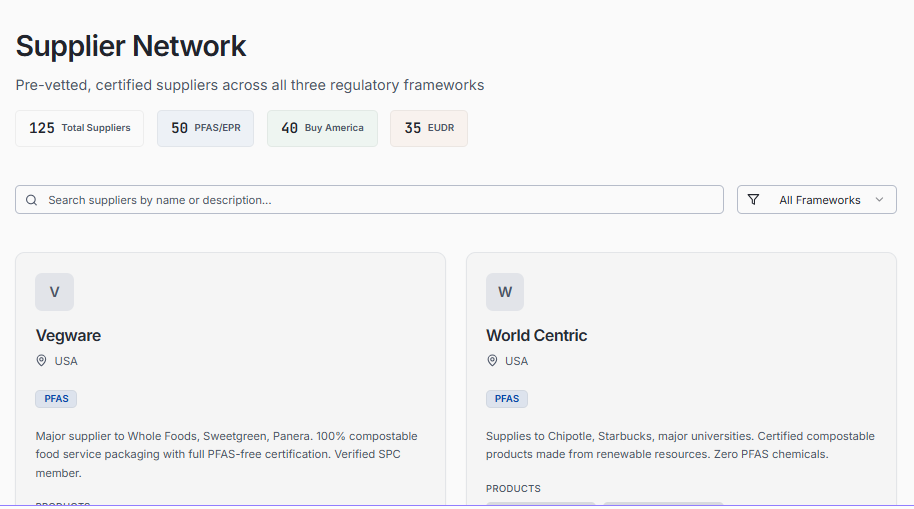 Supplier Network
Pre-vetted, certified suppliers across all three regulatory frameworks
125 Total Suppliers
50 PFAS/EPR
40 Buy America
35 EUDR
Search suppliers by name or description...
All Frameworks
V
Vegware
USA
PFAS
Major supplier to Whole Foods, Sweetgreen, Panera. 100% compostable
food service packaging with full PFAS-free certification. Verified SPC
member.
PRODUCTS
W
World Centric
USA
PFAS
Supplies to Chipotle, Starbucks, major universities. Certified compostable
products made from renewable resources. Zero PFAS chemicals.
PRODUCTS